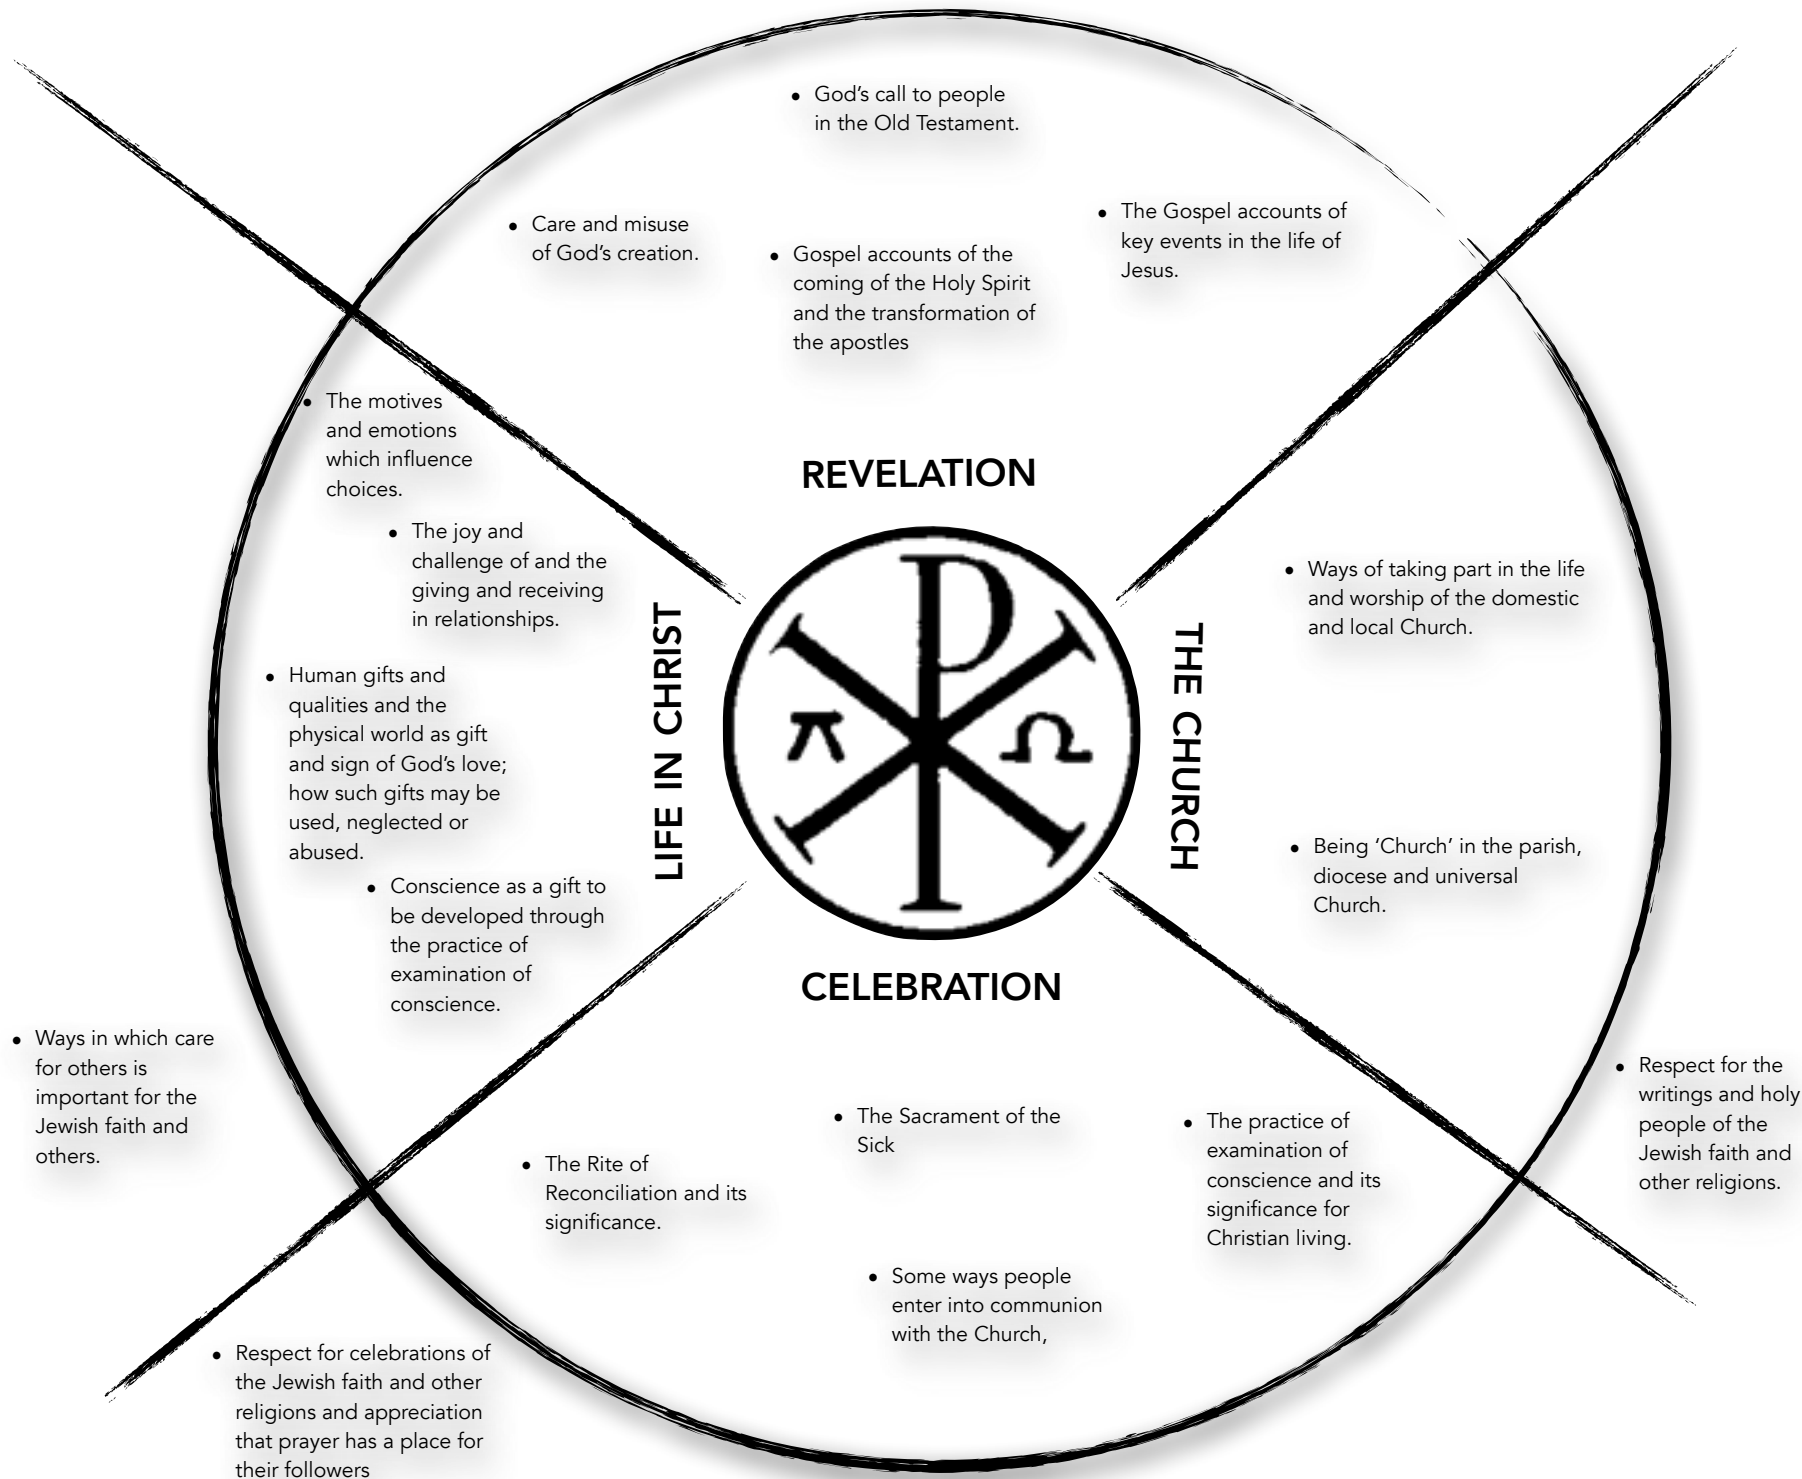 • God’s call to people
in the Old Testament.
• Care and misuse
of God’s creation.
• Gospel accounts of the
coming of the Holy Spirit
and the transformation of
the apostles
• The Gospel accounts of
key events in the life of
Jesus.
REVELATION
• The motives
and emotions
which influence
choices.
• The joy and
challenge of and the
giving and receiving
in relationships.
• Human gifts and
qualities and the
physical world as gift
and sign of God’s love;
how such gifts may be
used, neglected or
abused.
• Conscience as a gift to
be developed through
the practice of
examination of
conscience.
LIFE IN CHRIST
P
Ω
THE CHURCH
• Ways of taking part in the life
and worship of the domestic
and local Church.
• Being ‘Church’ in the parish,
diocese and universal
Church.
CELEBRATION
• Ways in which care
for others is
important for the
Jewish faith and
others.
• Respect for the
writings and holy
people of the
Jewish faith and
other religions.
• The Rite of
Reconciliation and its
significance.
• The Sacrament of the
Sick
• The practice of
examination of
conscience and its
significance for
Christian living.
• Some ways people
enter into communion
with the Church,
• Respect for celebrations of
the Jewish faith and other
religions and appreciation
that prayer has a place for
their followers